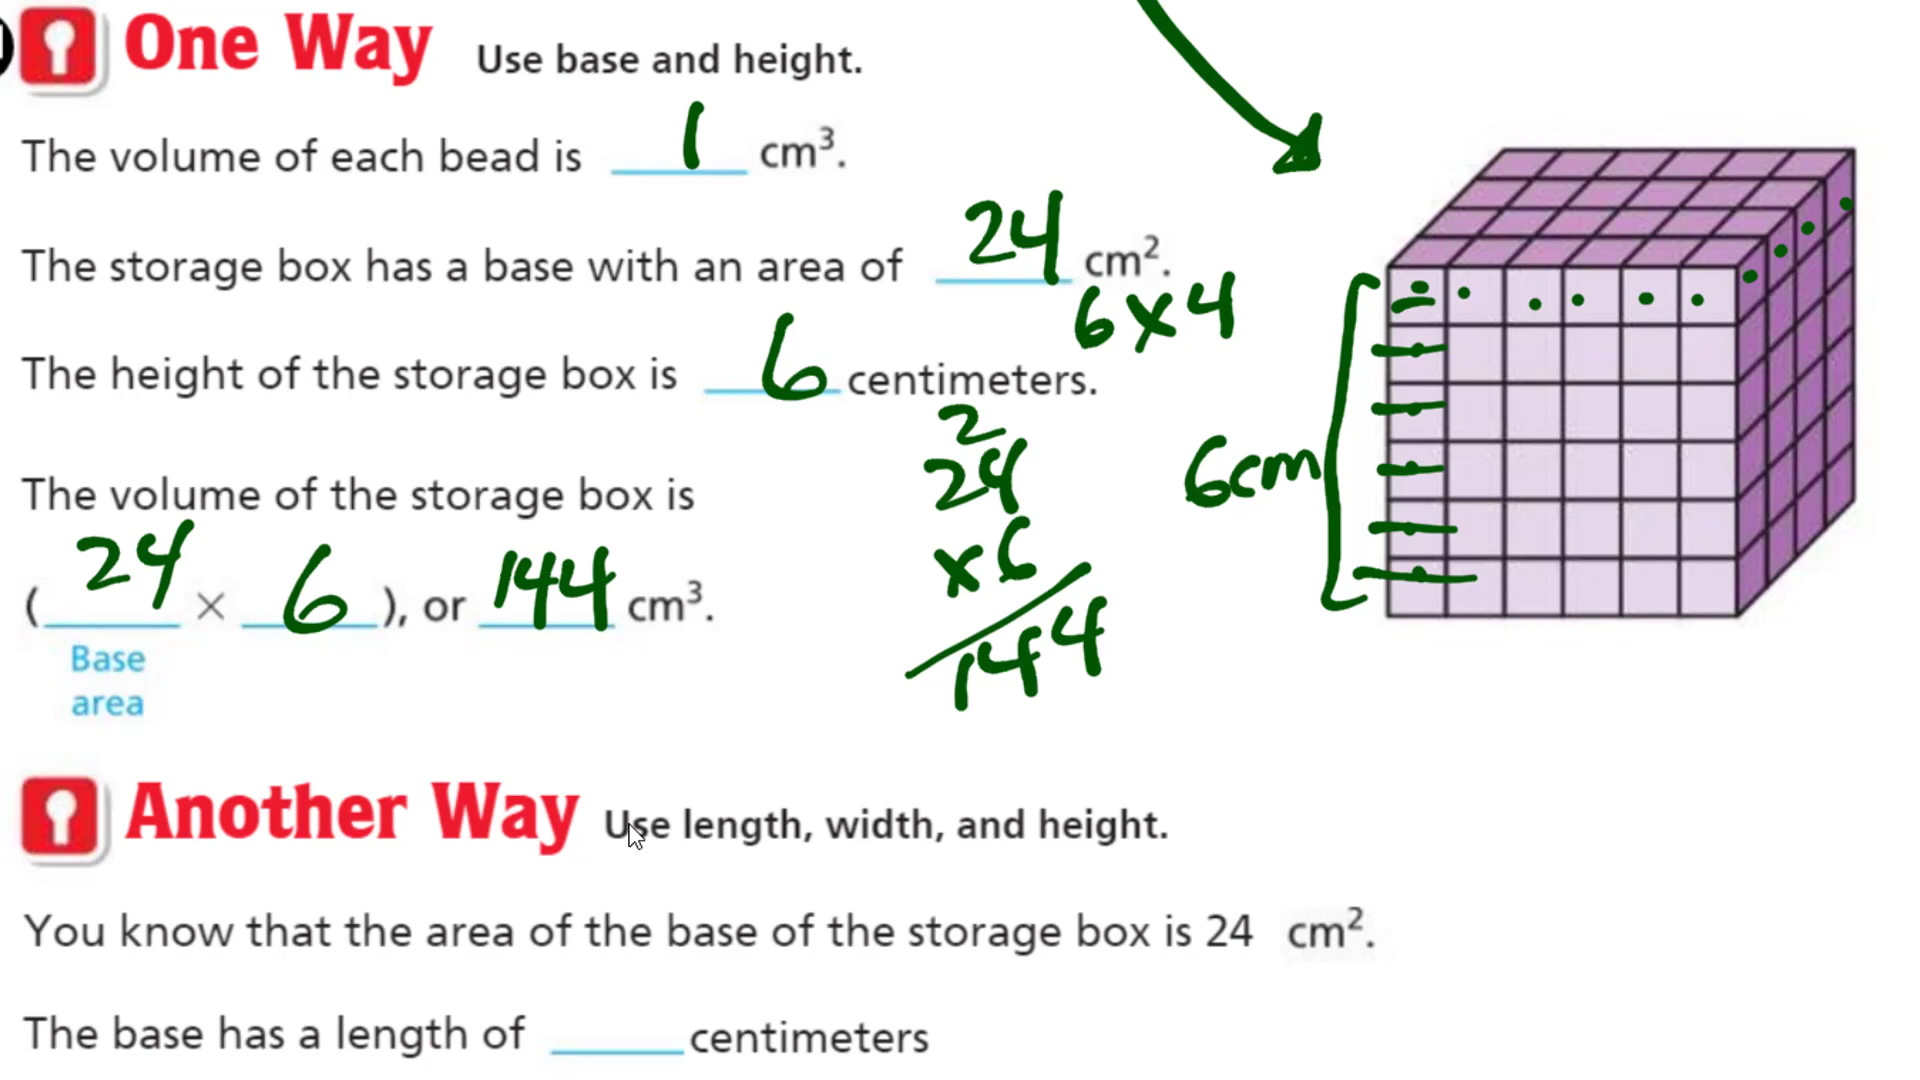 One Way Use base and height.
The volume of each bead is 1 cm³.
The storage box has a base with an area of 24 cm².
6x4
The height of the storage box is 6 centimeters.
2
24
x6
144
6cm
The volume of the storage box is
(24 × 6), or 144 cm³.
Base
area
Another Way Use length, width, and height.
You know that the area of the base of the storage box is 24 cm².
The base has a length of ____ centimeters